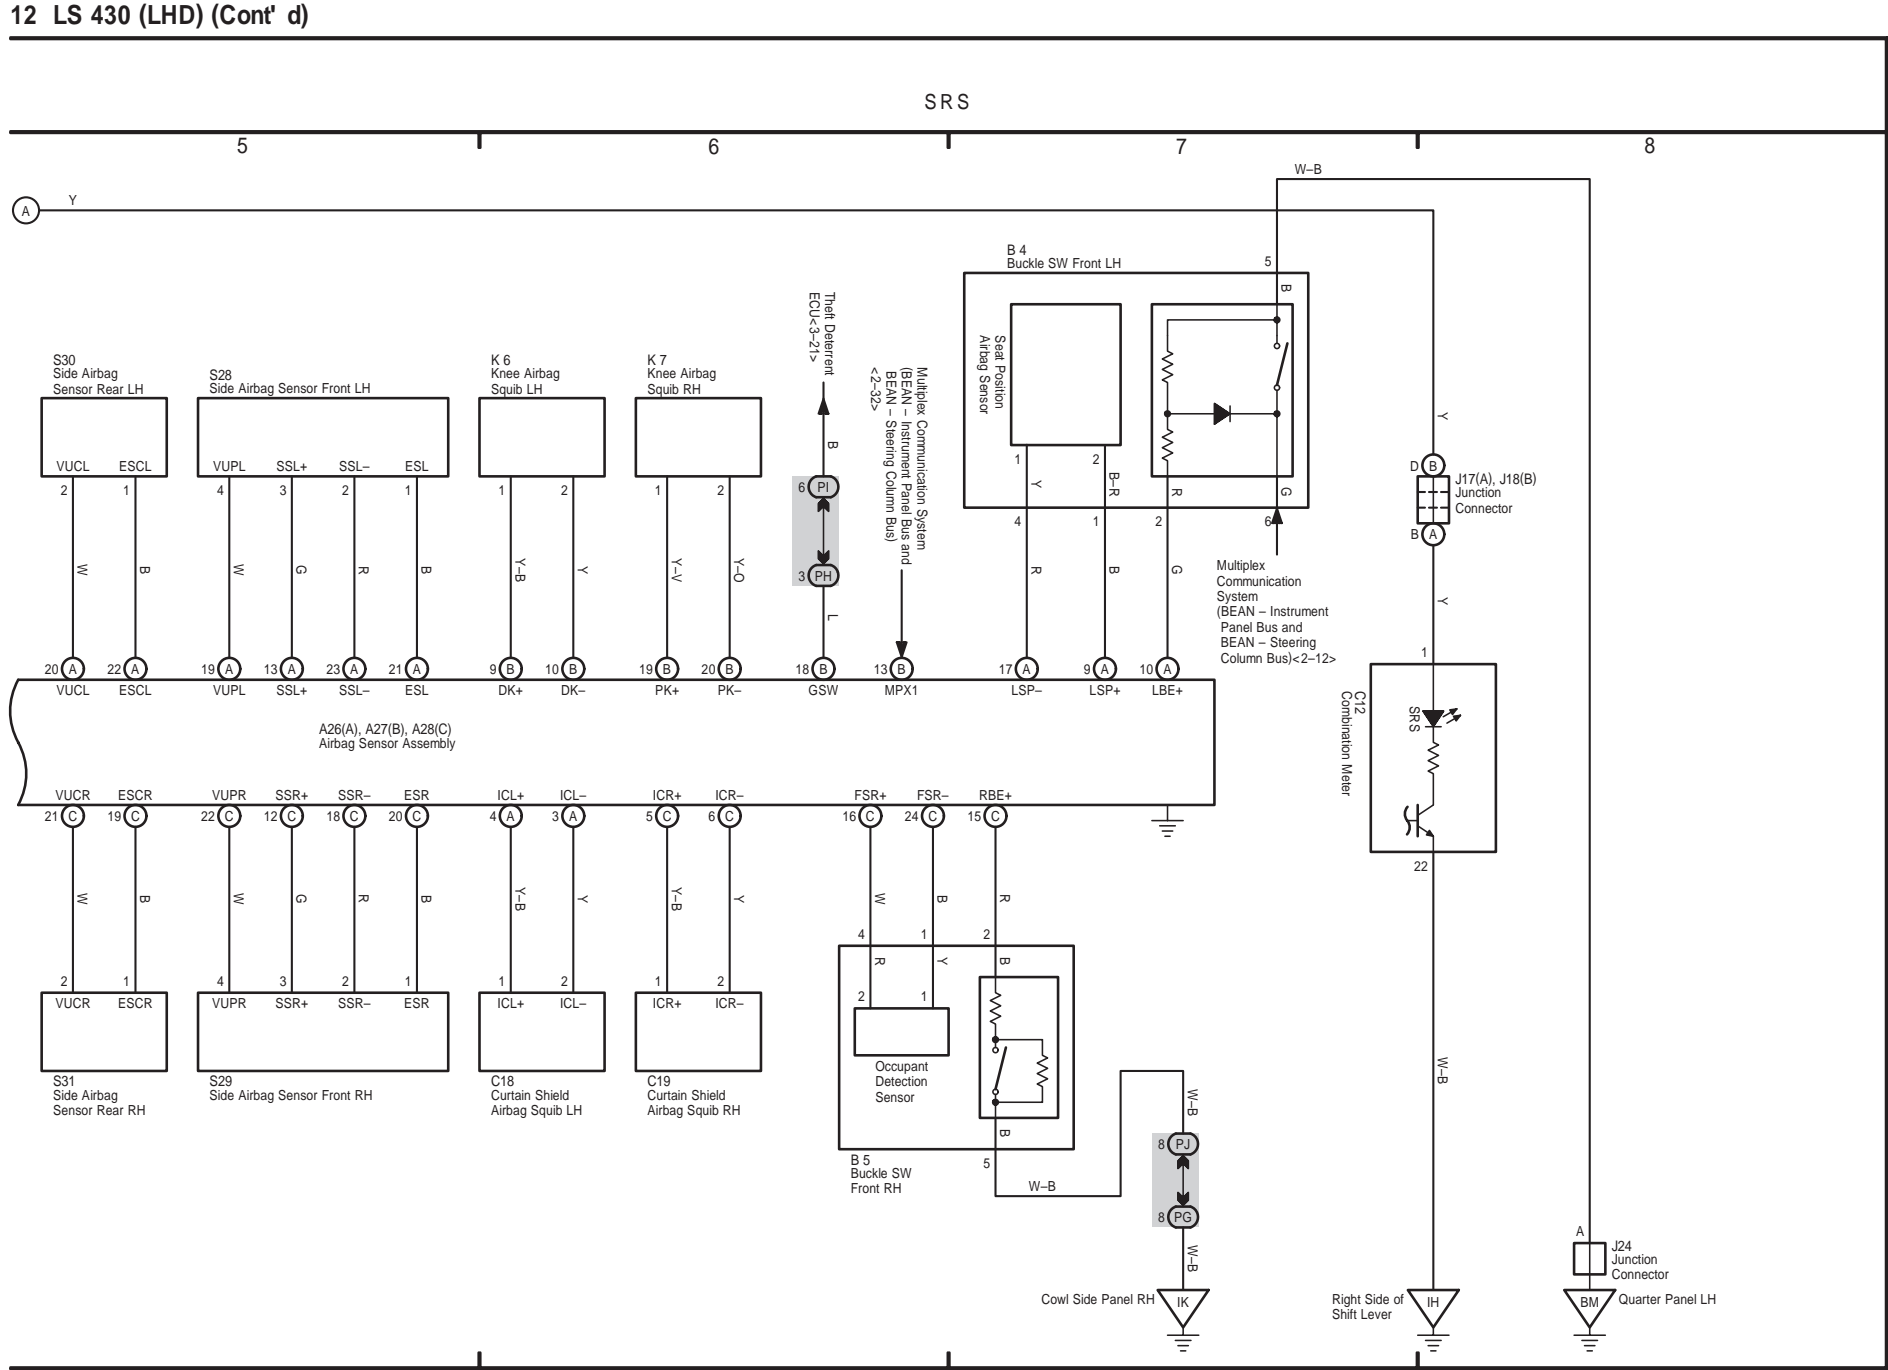 12 LS 430 (LHD) (Cont' d)
SRS
5
6
7
8
A
Y
W–B
B 4
Buckle SW Front LH
5
B
Seat Position
Airbag Sensor
1
2
Y
B–R
R
G
4
1
2
6
Theft Deterrent
ECU<3–21>
B
6 PI
3 PH
L
Multiplex Communication System
(BEAN – Instrument Panel Bus and
BEAN – Steering Column Bus)
<2–32>
S30
Side Airbag
Sensor Rear LH
VUCL ESCL
2 1
W B
S28
Side Airbag Sensor Front LH
VUPL SSL+ SSL– ESL
4 3 2 1
W G R B
K 6
Knee Airbag
Squib LH
1 2
Y–B Y
K 7
Knee Airbag
Squib RH
1 2
Y–V Y–O
R B G
Multiplex
Communication
System
(BEAN – Instrument
Panel Bus and
BEAN – Steering
Column Bus)<2–12>
Y
D B
J17(A), J18(B)
Junction
Connector
B A
Y
1
20 A 22 A 19 A 13 A 23 A 21 A 9 B 10 B 19 B 20 B 18 B 13 B 17 A 9 A 10 A
VUCL ESCL VUPL SSL+ SSL– ESL DK+ DK– PK+ PK– GSW MPX1 LSP– LSP+ LBE+
A26(A), A27(B), A28(C)
Airbag Sensor Assembly
C12
Combination Meter
SRS
22
VUCR ESCR VUPR SSR+ SSR– ESR ICL+ ICL– ICR+ ICR– FSR+ FSR– RBE+
21 C 19 C 22 C 12 C 18 C 20 C 4 A 3 A 5 C 6 C 16 C 24 C 15 C
W B W G R B Y–B Y Y–B Y W B R
2 1 4 3 2 1 1 2 1 2
VUCR ESCR VUPR SSR+ SSR– ESR ICL+ ICL– ICR+ ICR–
S31
Side Airbag
Sensor Rear RH
S29
Side Airbag Sensor Front RH
C18
Curtain Shield
Airbag Squib LH
C19
Curtain Shield
Airbag Squib RH
4 1 2
R Y B
2 1
Occupant
Detection
Sensor
B
B 5
Buckle SW
Front RH
5
W–B
W–B
8 PJ
8 PG
W–B
Cowl Side Panel RH
IK
W–B
Right Side of
Shift Lever
IH
A
J24
Junction
Connector
BM
Quarter Panel LH